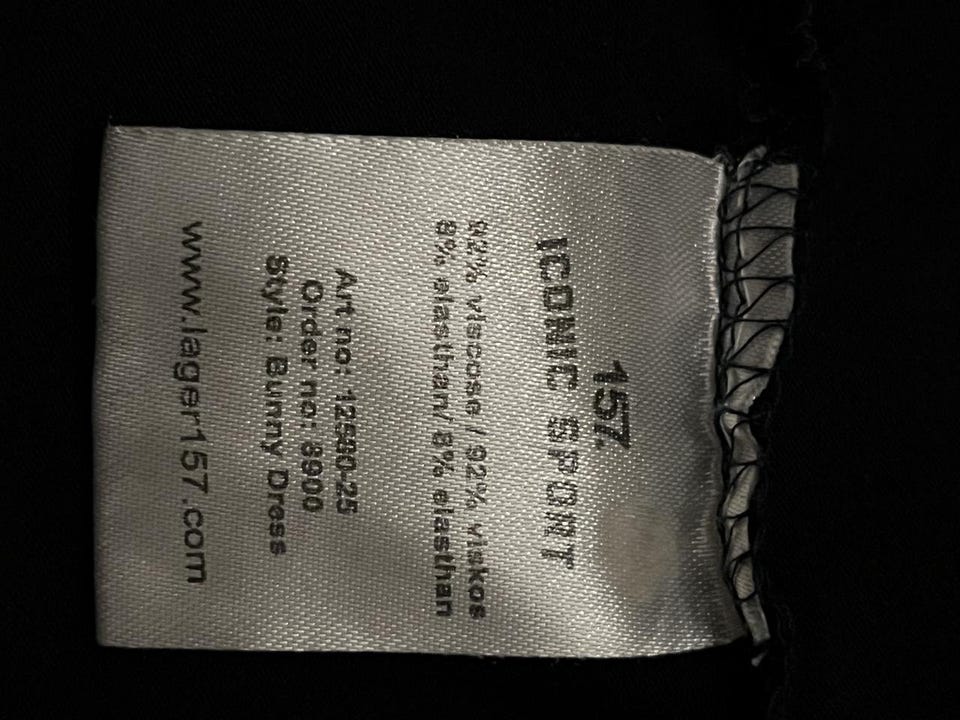 157.
ICONIC SPORT
92% viscose / 92% viskos
8% elasthan/ 8% elasthan
Art no: 12590-25
Order no: 8900
Style: Bunny Dress
www.lager157.com